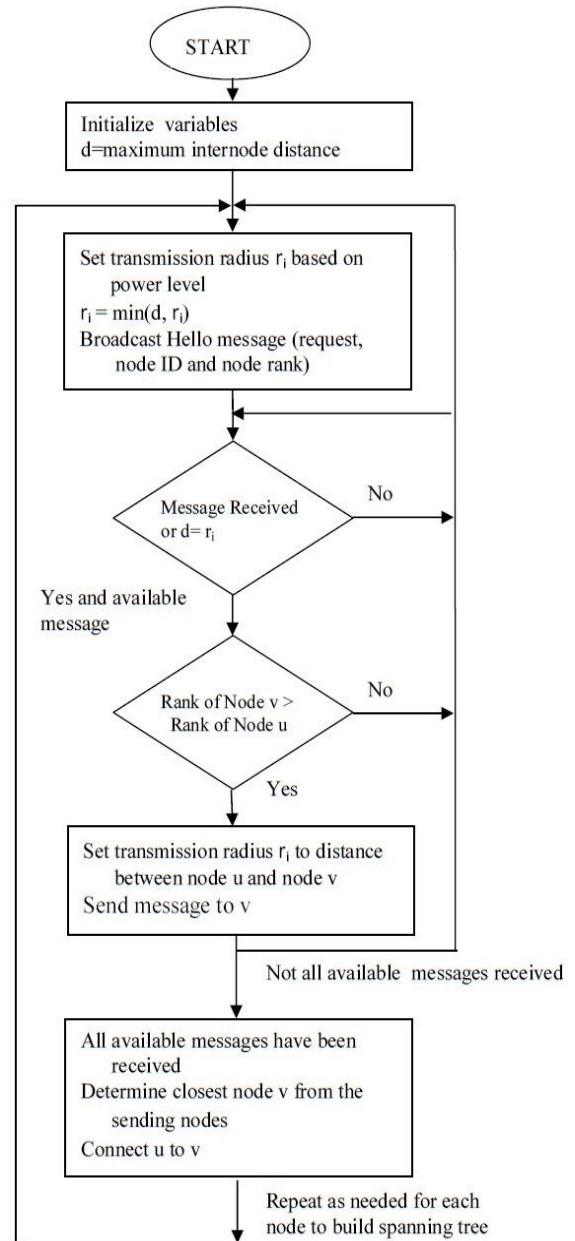 START
Initialize variables
d=maximum internode distance
Set transmission radius rᵢ based on
power level
rᵢ = min(d, rᵢ)
Broadcast Hello message (request,
node ID and node rank)
Message Received
or d= rᵢ
No
Yes and available
message
Rank of Node v >
Rank of Node u
No
Yes
Set transmission radius rᵢ to distance
between node u and node v
Send message to v
Not all available messages received
All available messages have been
received
Determine closest node v from the
sending nodes
Connect u to v
Repeat as needed for each
node to build spanning tree